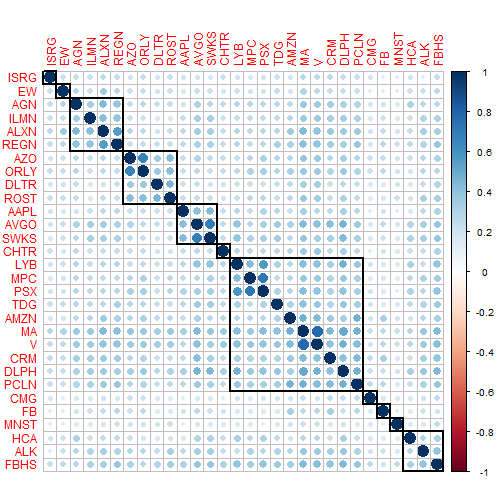 ISRG EW AGN ILMN ALXN REGN AZO ORLY DLTR ROST AAPL AVGO SWKS CHTR LYB MPC PSX TDG AMZN MA V CRM DLPH PCLN CMG FB MNST HCA ALK FBHS
ISRG
EW
AGN
ILMN
ALXN
REGN
AZO
ORLY
DLTR
ROST
AAPL
AVGO
SWKS
CHTR
LYB
MPC
PSX
TDG
AMZN
MA
V
CRM
DLPH
PCLN
CMG
FB
MNST
HCA
ALK
FBHS
1
0.8
0.6
0.4
0.2
0
-0.2
-0.4
-0.6
-0.8
-1